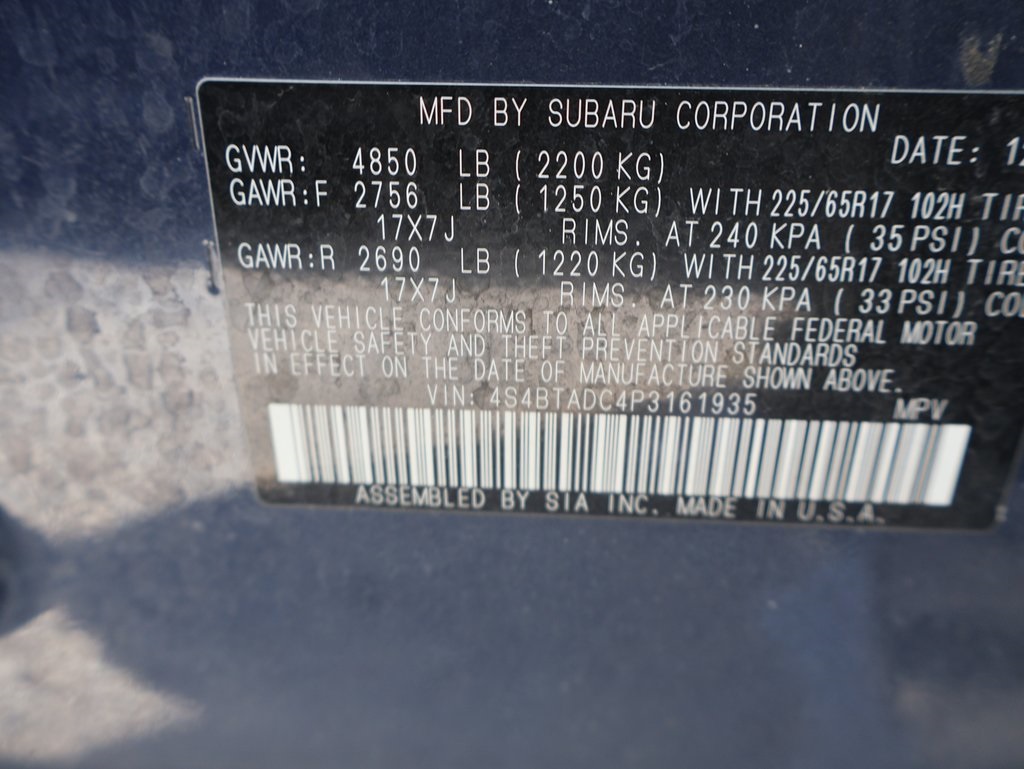 MFD BY SUBARU CORPORATION
DATE:
GVWR: 4850 LB ( 2200 KG)
GAWR:F 2756 LB ( 1250 KG) WITH 225/65R17 102H
17X7J RIMS. AT 240 KPA ( 35 PSI)
GAWR:R 2690 LB ( 1220 KG) WITH 225/65R17 102H TIRE
17X7J RIMS. AT 230 KPA ( 33 PSI)
THIS VEHICLE CONFORMS TO ALL APPLICABLE FEDERAL MOTOR
VEHICLE SAFETY AND THEFT PREVENTION STANDARDS
IN EFFECT ON THE DATE OF MANUFACTURE SHOWN ABOVE.
VIN: 4S4BTADC4P3161935 MPV
ASSEMBLED BY SIA INC. MADE IN U.S.A.